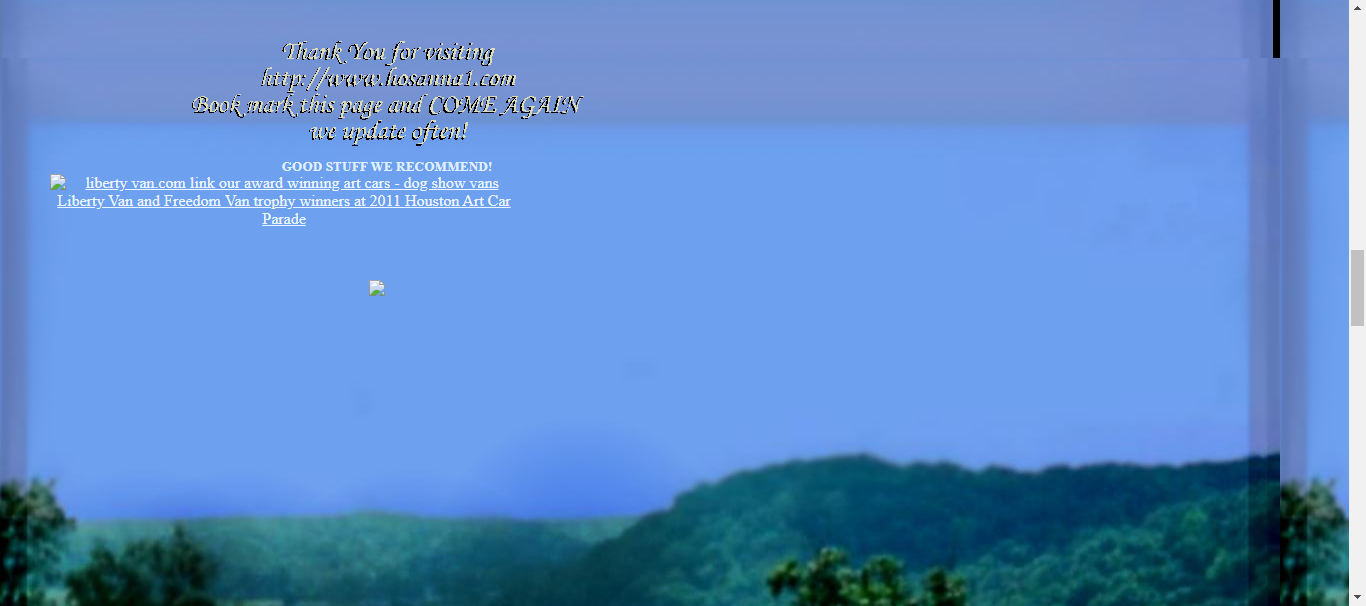 Thank You for visiting
http://www.hosanna1.com
Book mark this page and COME AGAIN
we update often!
GOOD STUFF WE RECOMMEND!
liberty van.com link our award winning art cars - dog show vans
Liberty Van and Freedom Van trophy winners at 2011 Houston Art Car
Parade